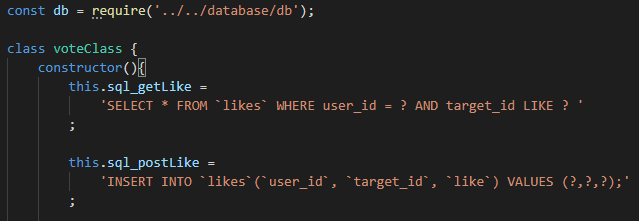 const db = require('../../database/db');
class voteClass {
constructor(){
this.sql_getLike =
'SELECT * FROM `likes` WHERE user_id = ? AND target_id LIKE ? '
;
this.sql_postLike =
'INSERT INTO `likes`(`user_id`, `target_id`, `like`) VALUES (?,?,?);'
;